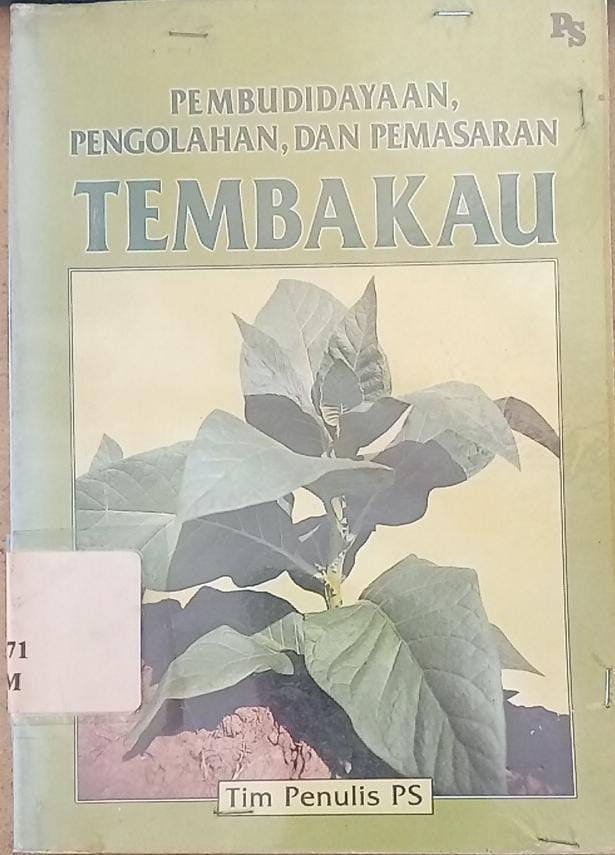 PS
PEMBUDIDAYAAN,
PENGOLAHAN, DAN PEMASARAN
TEMBAKAU
71
M
Tim Penulis PS